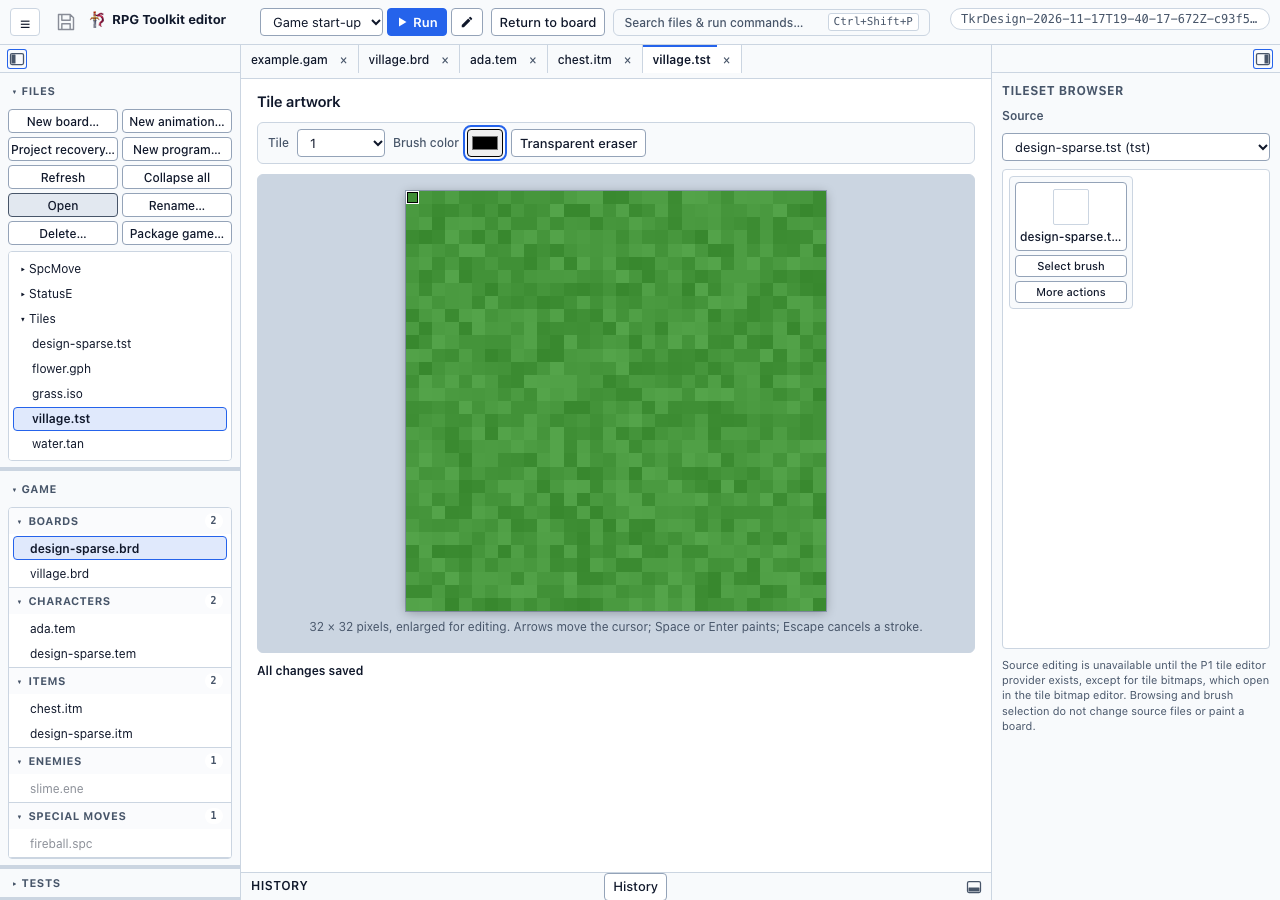 RPG Toolkit editor
Game start-up
Run
Return to board
Search files & run commands...
Ctrl+Shift+P
TkrDesign-2026-11-17T19-40-17-672Z-c93f5…
FILES
New board...
New animation...
Project recovery...
New program...
Refresh
Collapse all
Open
Rename...
Delete...
Package game...
SpcMove
StatusE
Tiles
design-sparse.tst
flower.gph
grass.iso
village.tst
water.tan
GAME
BOARDS 2
design-sparse.brd
village.brd
CHARACTERS 2
ada.tem
design-sparse.tem
ITEMS 2
chest.itm
design-sparse.itm
ENEMIES 1
slime.ene
SPECIAL MOVES 1
fireball.spc
TESTS
example.gam ×
village.brd ×
ada.tem ×
chest.itm ×
village.tst ×
Tile artwork
Tile 1 Brush color Transparent eraser
32 × 32 pixels, enlarged for editing. Arrows move the cursor; Space or Enter paints; Escape cancels a stroke.
All changes saved
HISTORY
History
TILESET BROWSER
Source
design-sparse.tst (tst)
design-sparse.t...
Select brush
More actions
Source editing is unavailable until the P1 tile editor
provider exists, except for tile bitmaps, which open
in the tile bitmap editor. Browsing and brush
selection do not change source files or paint a
board.